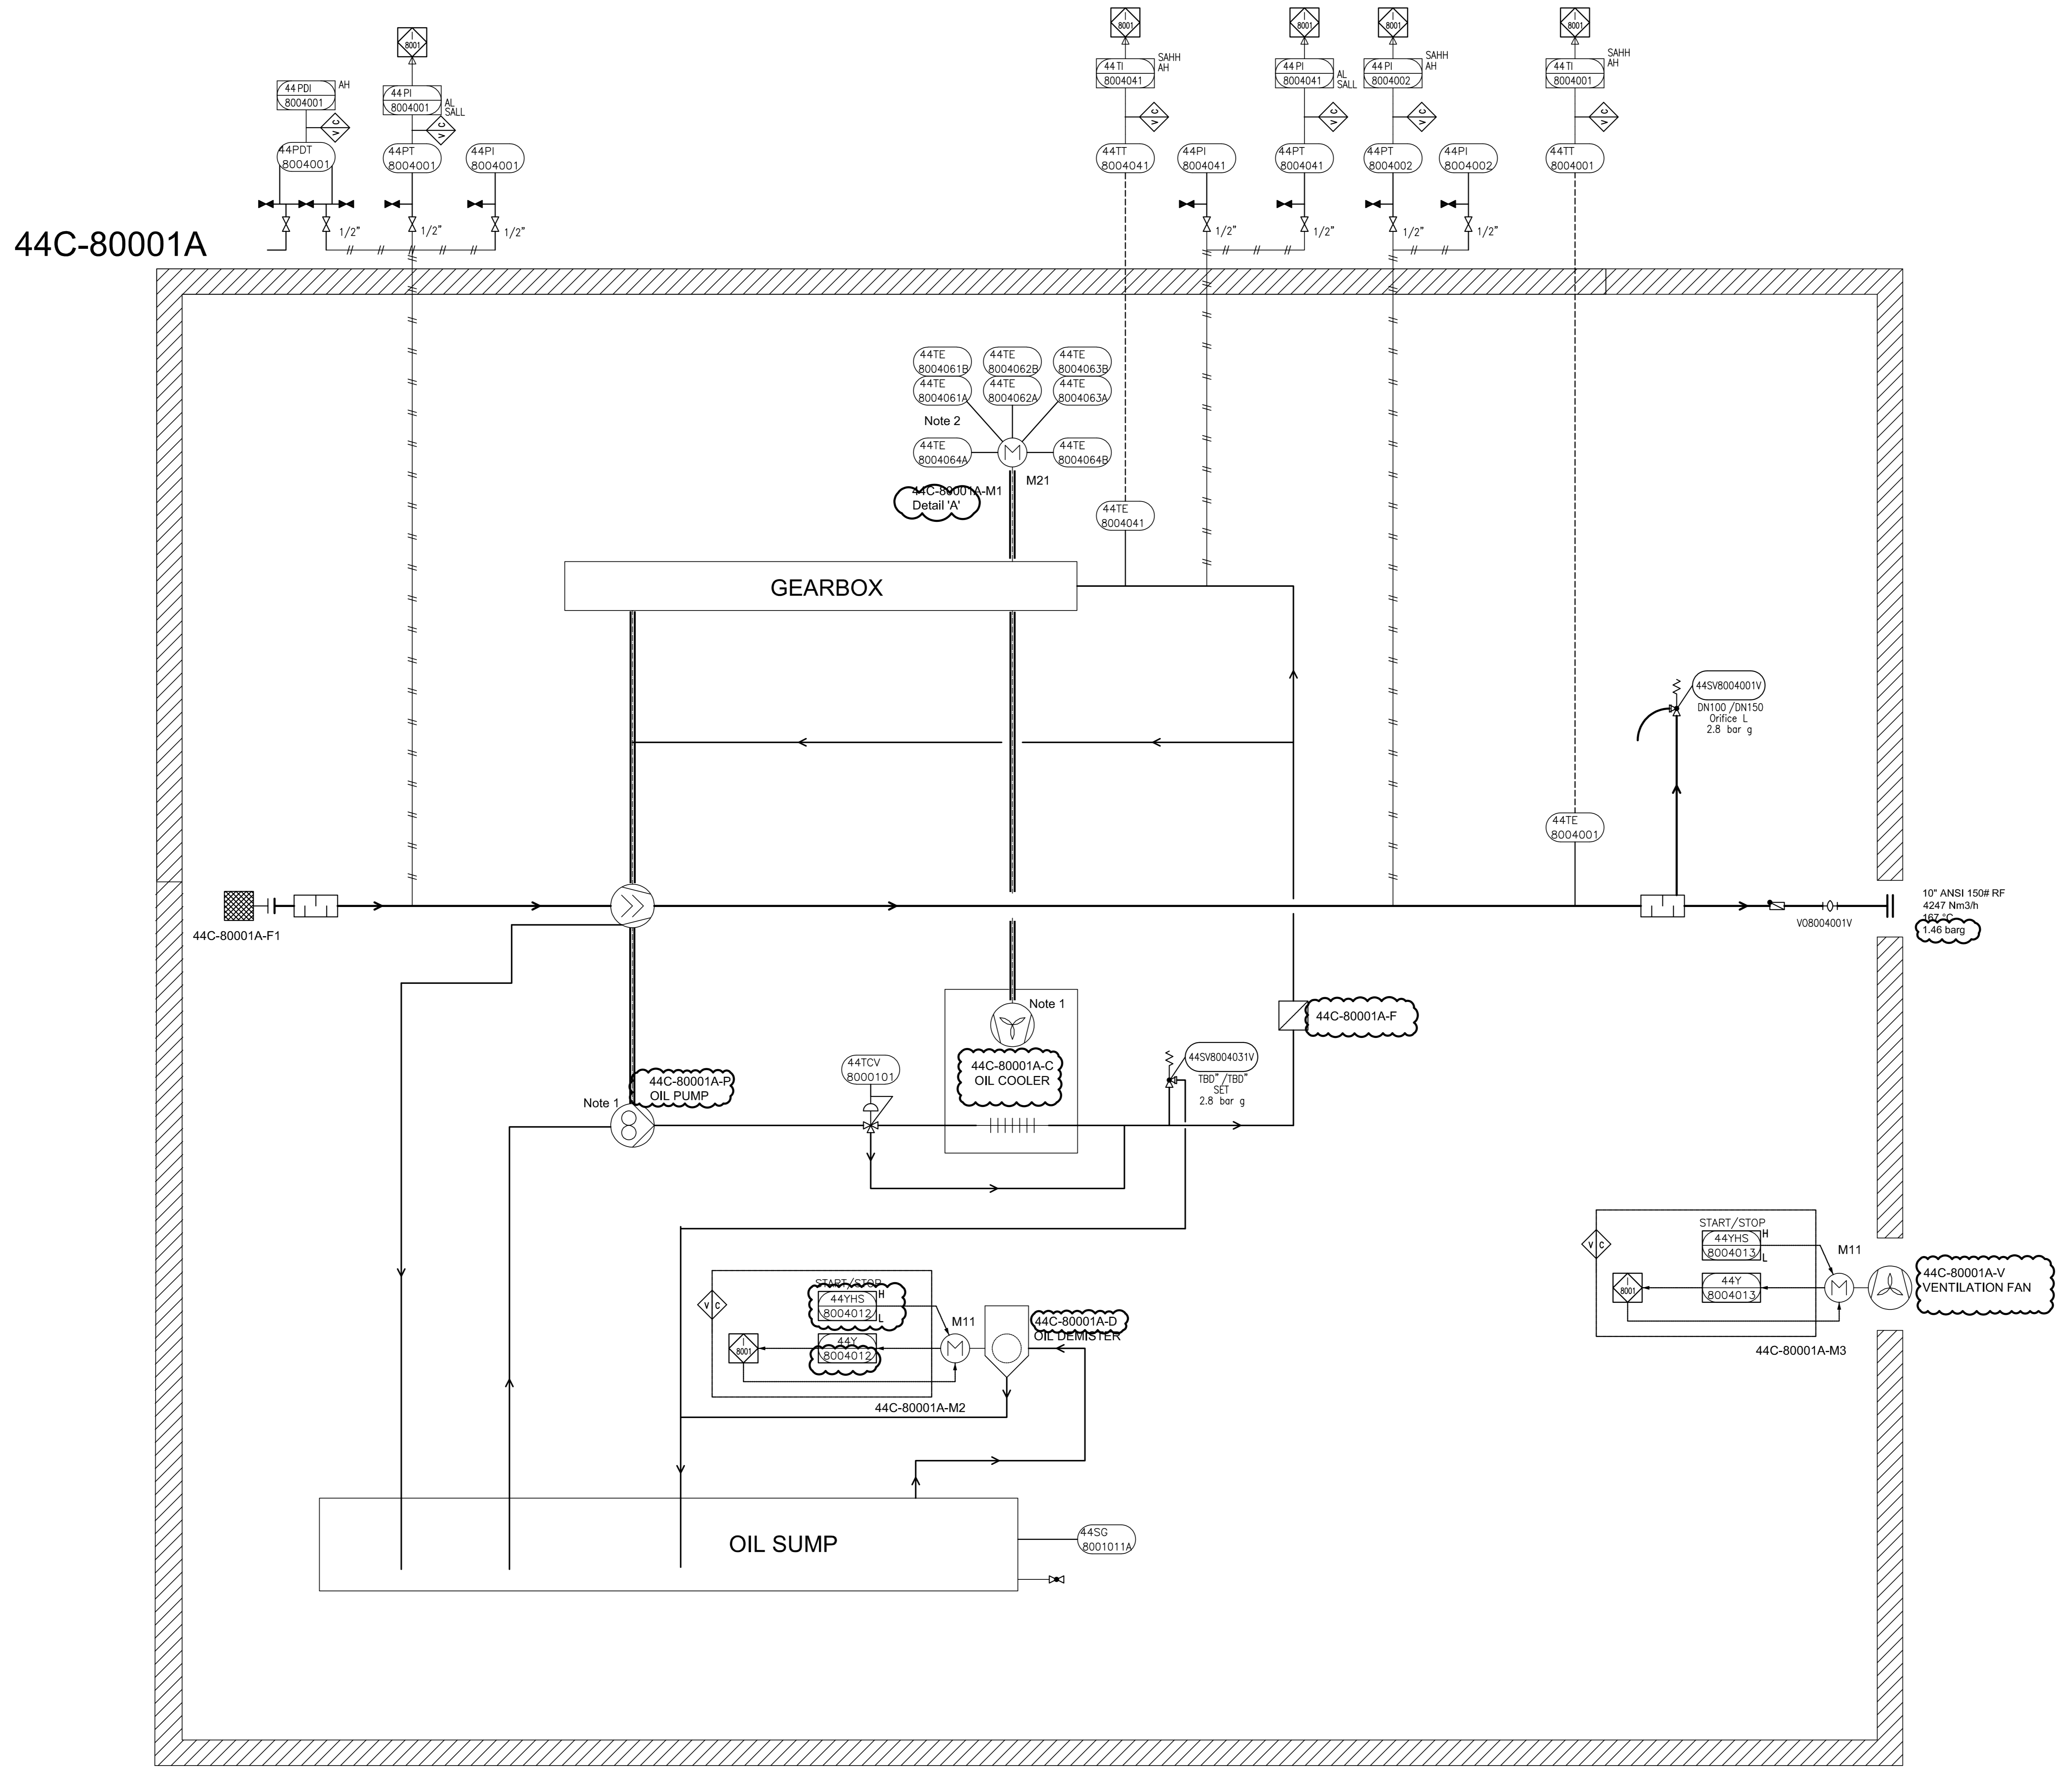 I
8001
I
8001
I
8001
I
8001
I
8001
44 PDI
8004001
AH
44 PI
8004001
AL
SALL
44 TI
8004041
SAHH
AH
44 PI
8004041
AL
SALL
44 PI
8004002
SAHH
AH
44 TI
8004001
SAHH
AH
V C
V C
V C
V C
V C
V C
44PDT
8004001
44PT
8004001
44PI
8004001
44TT
8004041
44PI
8004041
44PT
8004041
44PT
8004002
44PI
8004002
44TT
8004001
1/2"
1/2"
1/2"
1/2"
1/2"
1/2"
1/2"
44C-80001A
44TE
8004061B
44TE
8004062B
44TE
8004063B
44TE
8004061A
44TE
8004062A
44TE
8004063A
Note 2
44TE
8004064A
M
44TE
8004064B
M21
44C-80001A-M1
Detail 'A'
44TE
8004041
GEARBOX
44SV8004001V
DN100 /DN150
Orifice L
2.8 bar g
44TE
8004001
44C-80001A-F1
VO8004001V
10" ANSI 150# RF
4247 Nm3/h
167 °C
1.46 barg
Note 1
44C-80001A-F
44C-80001A-C
OIL COOLER
44C-80001A-P
OIL PUMP
Note 1
44TCV
8000101
44SV8004031V
TBD" /TBD"
SET
2.8 bar g
START/STOP
44YHS
8004013
H
L
V C
I
8001
44Y
8004013
M11
M
44C-80001A-V
VENTILATION FAN
44C-80001A-M3
START/STOP
44YHS
8004012
H
L
V C
I
8001
44Y
8004012
M11
M
44C-80001A-D
OIL DEMISTER
44C-80001A-M2
OIL SUMP
44SG
8001011A